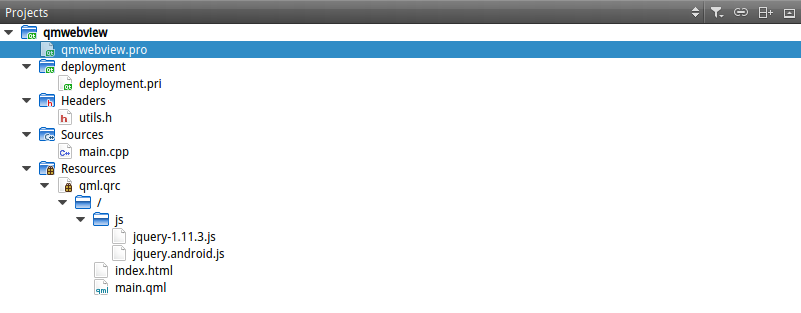 Projects
qmwebview
qmwebview.pro
deployment
deployment.pri
Headers
utils.h
Sources
main.cpp
Resources
qml.qrc
/
js
jquery-1.11.3.js
jquery.android.js
index.html
main.qml